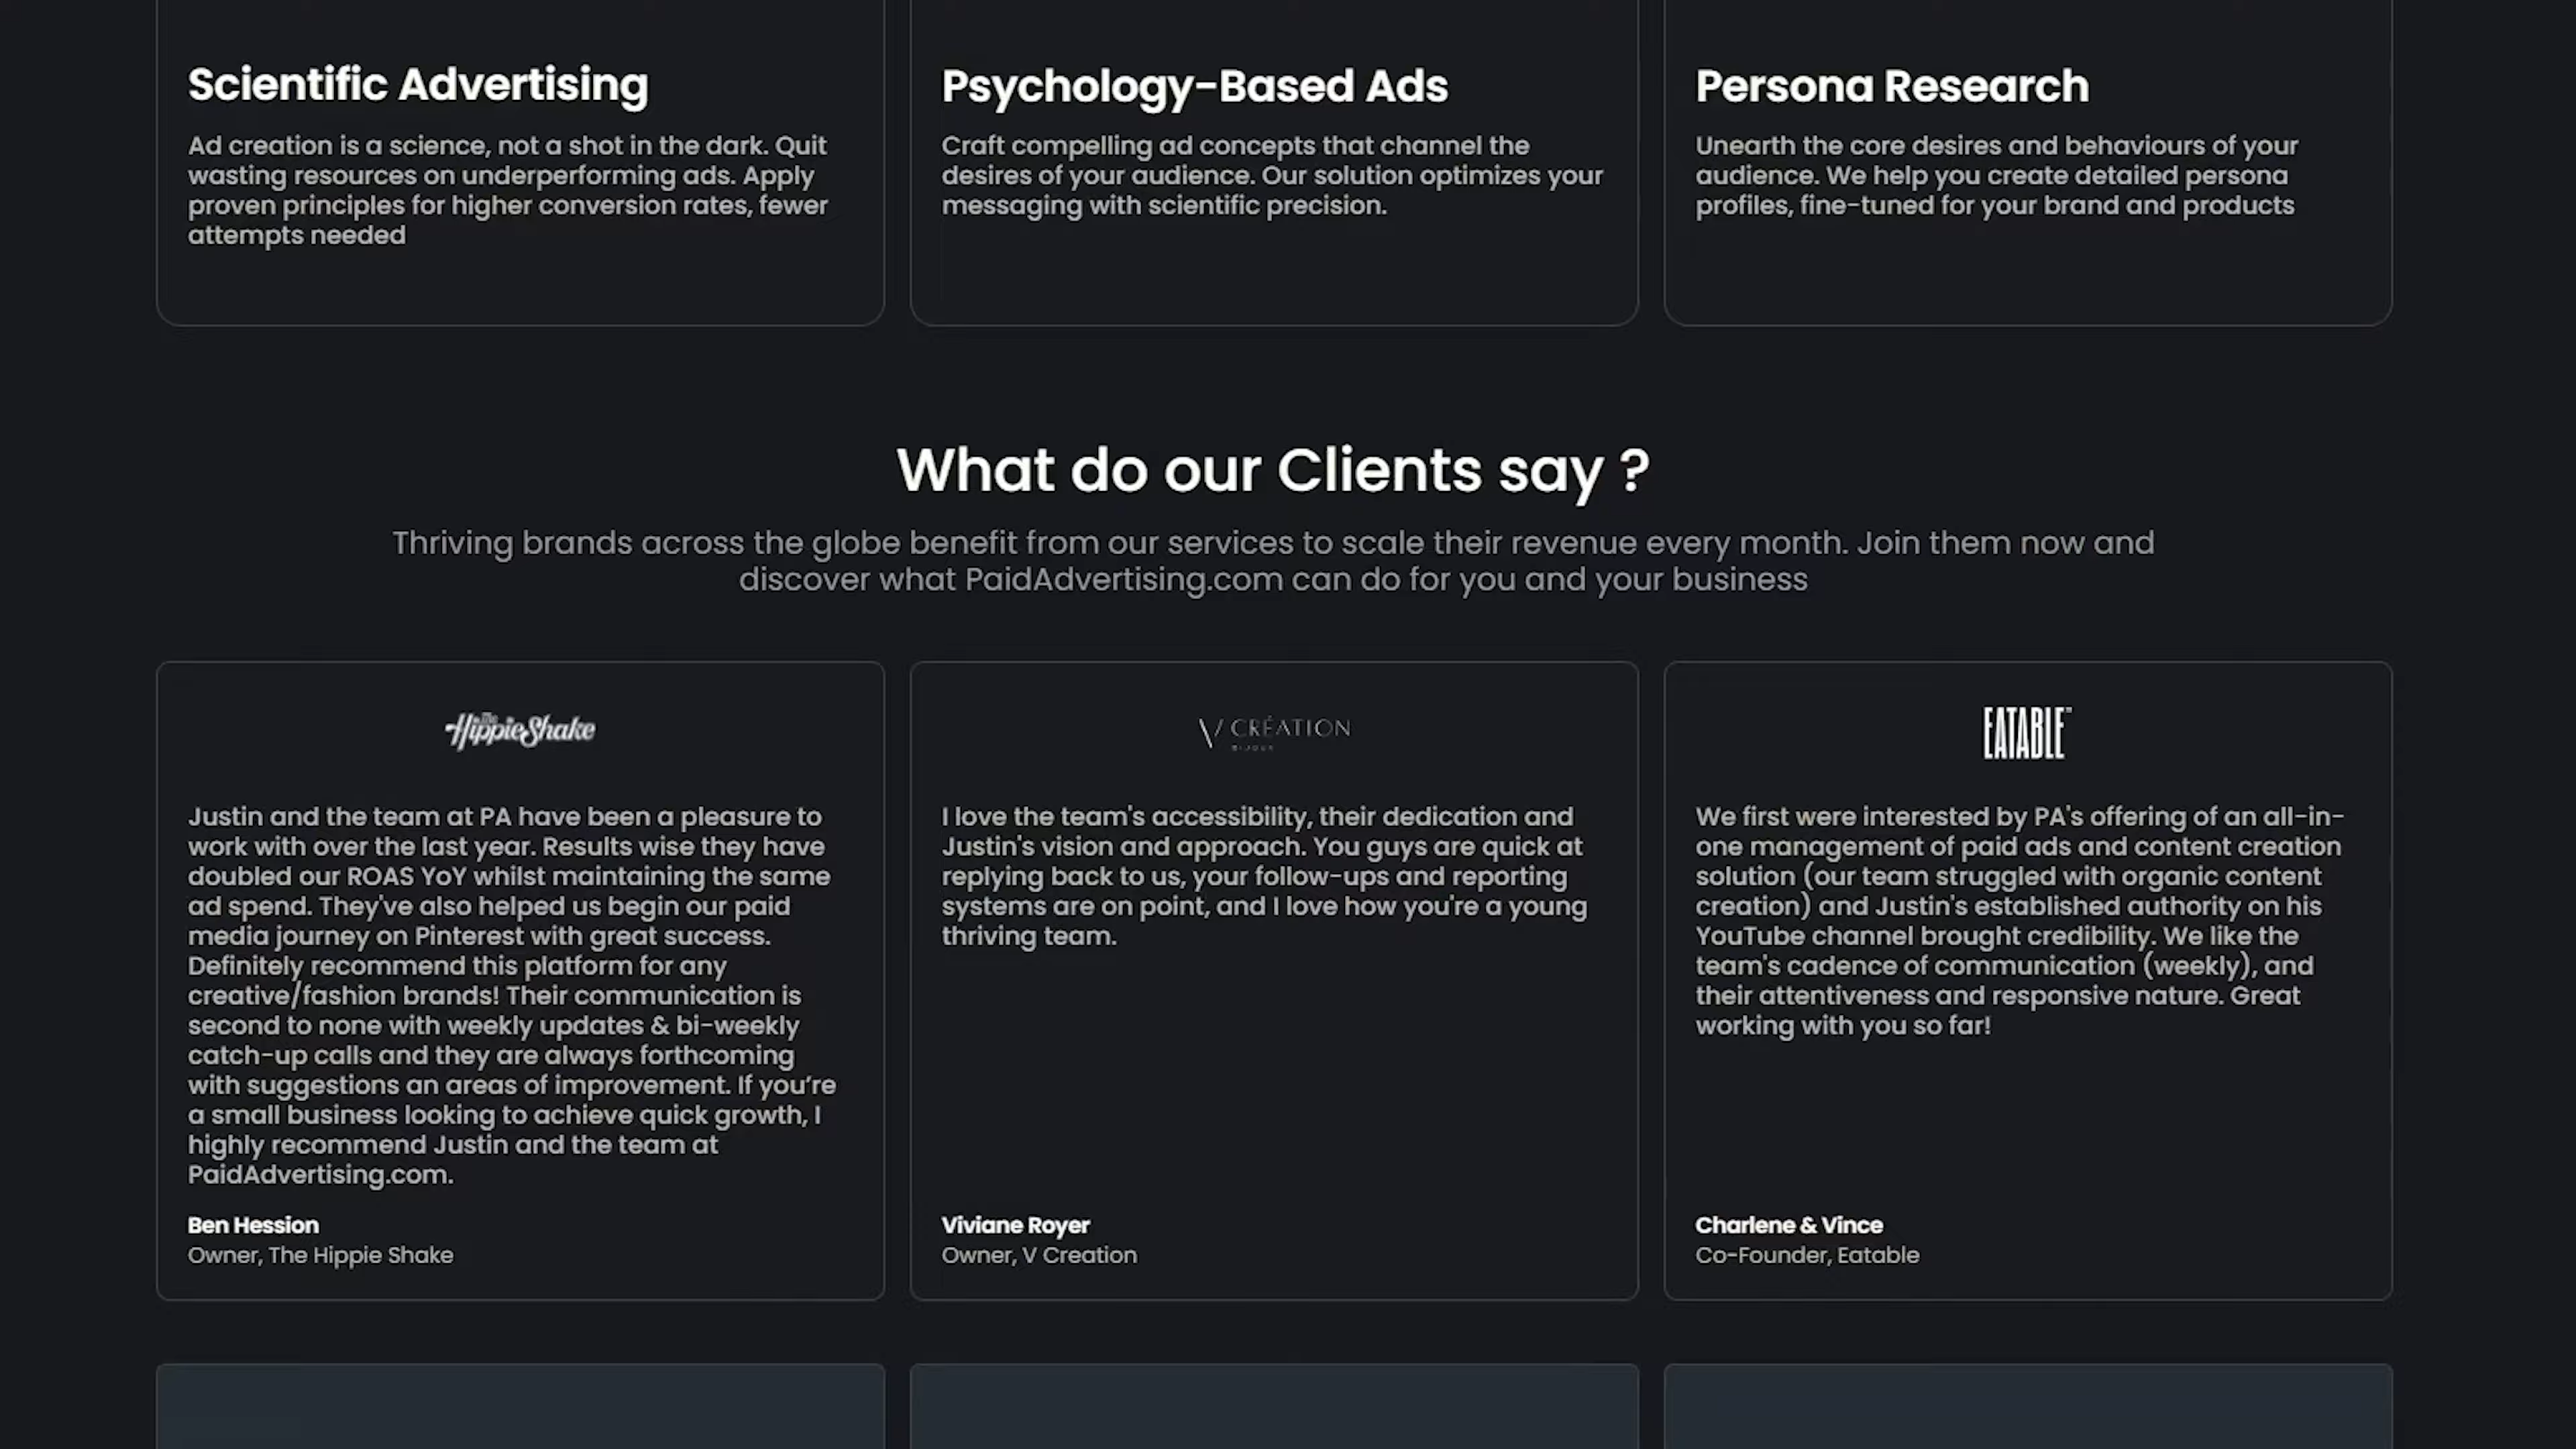 Scientific Advertising
Ad creation is a science, not a shot in the dark. Quit
wasting resources on underperforming ads. Apply
proven principles for higher conversion rates, fewer
attempts needed
Psychology-Based Ads
Craft compelling ad concepts that channel the
desires of your audience. Our solution optimizes your
messaging with scientific precision.
Persona Research
Unearth the core desires and behaviours of your
audience. We help you create detailed persona
profiles, fine-tuned for your brand and products
What do our Clients say ?
Thriving brands across the globe benefit from our services to scale their revenue every month. Join them now and
discover what PaidAdvertising.com can do for you and your business
The
HippieShake
Justin and the team at PA have been a pleasure to
work with over the last year. Results wise they have
doubled our ROAS YoY whilst maintaining the same
ad spend. They've also helped us begin our paid
media journey on Pinterest with great success.
Definitely recommend this platform for any
creative/fashion brands! Their communication is
second to none with weekly updates & bi-weekly
catch-up calls and they are always forthcoming
with suggestions an areas of improvement. If you’re
a small business looking to achieve quick growth, I
highly recommend Justin and the team at
PaidAdvertising.com.
Ben Hession
Owner, The Hippie Shake
V CRÉATION
BIJOUX
I love the team's accessibility, their dedication and
Justin's vision and approach. You guys are quick at
replying back to us, your follow-ups and reporting
systems are on point, and I love how you're a young
thriving team.
Viviane Royer
Owner, V Creation
EATABLE™
We first were interested by PA's offering of an all-in-
one management of paid ads and content creation
solution (our team struggled with organic content
creation) and Justin's established authority on his
YouTube channel brought credibility. We like the
team's cadence of communication (weekly), and
their attentiveness and responsive nature. Great
working with you so far!
Charlene & Vince
Co-Founder, Eatable